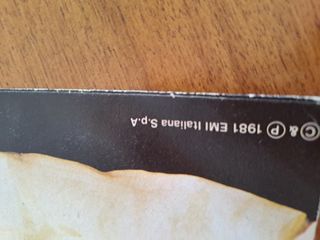 Ⓒ & Ⓟ 1981 EMI Italiana S.p.A